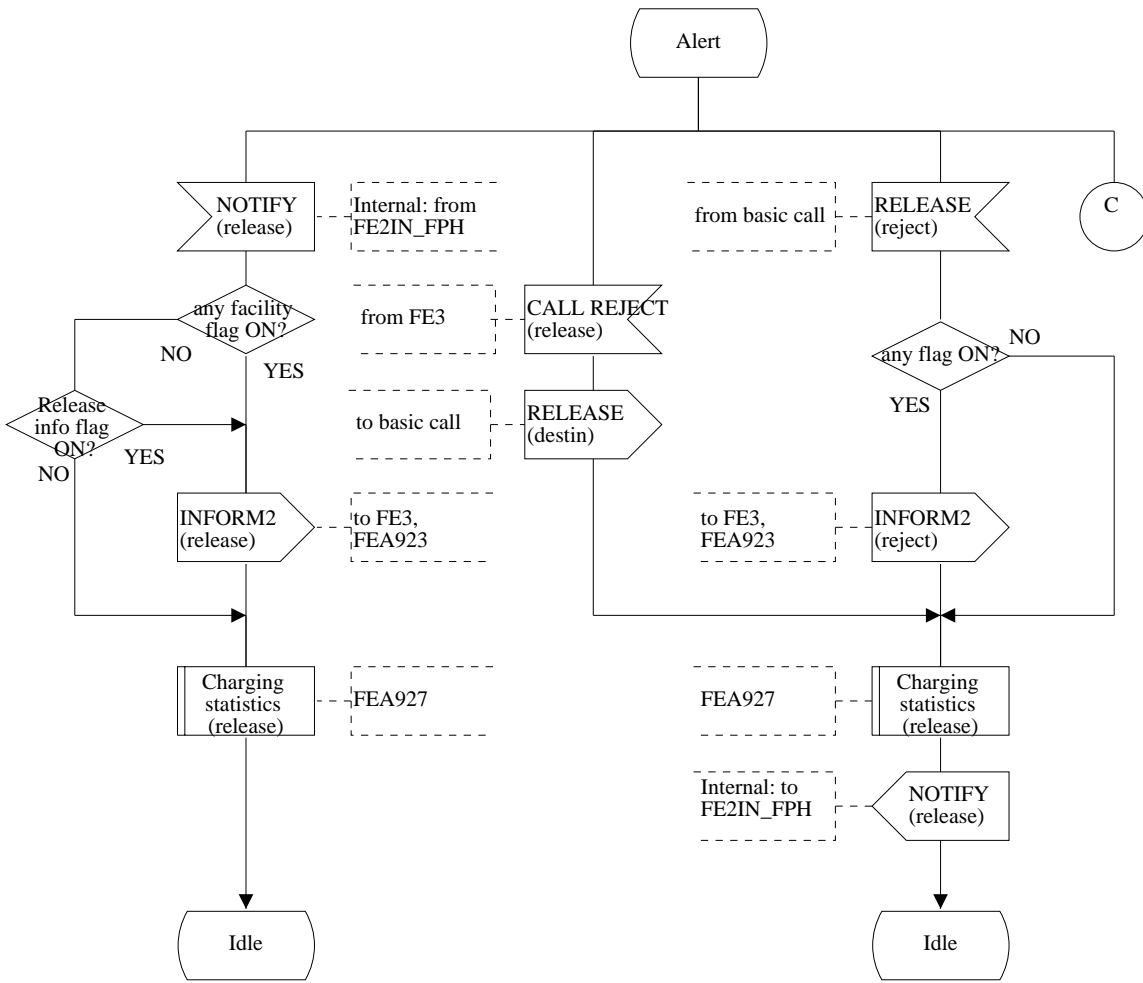 Alert
NOTIFY
(release)
Internal: from
FE2IN_FPH
from basic call
RELEASE
(reject)
C
any facility
flag ON?
NO
YES
from FE3
CALL REJECT
(release)
any flag ON?
NO
YES
Release
info flag
ON?
YES
NO
to basic call
RELEASE
(destin)
INFORM2
(release)
to FE3,
FEA923
to FE3,
FEA923
INFORM2
(reject)
Charging
statistics
(release)
FEA927
FEA927
Charging
statistics
(release)
Internal: to
FE2IN_FPH
NOTIFY
(release)
Idle
Idle